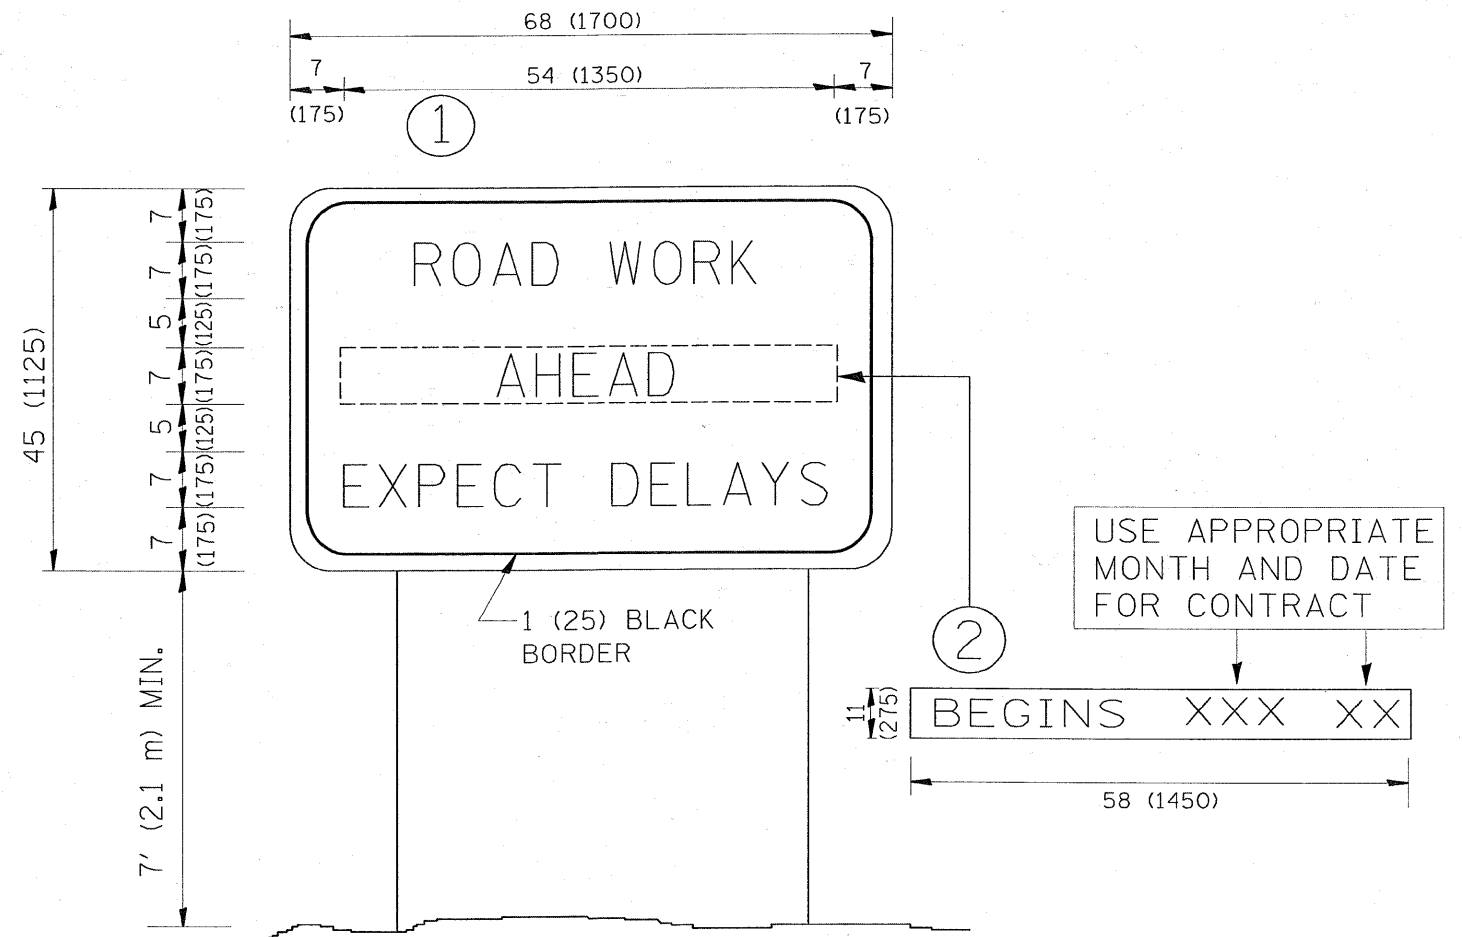 68 (1700)
7
54 (1350)
7
(175)
(175)
1
7
(175)
7
(175)
5
(125)
7
(175)
5
(125)
7
(175)
7
(175)
45 (1125)
ROAD WORK
AHEAD
EXPECT DELAYS
1 (25) BLACK
BORDER
7' (2.1 m) MIN.
2
USE APPROPRIATE
MONTH AND DATE
FOR CONTRACT
11
(275)
BEGINS XXX XX
58 (1450)